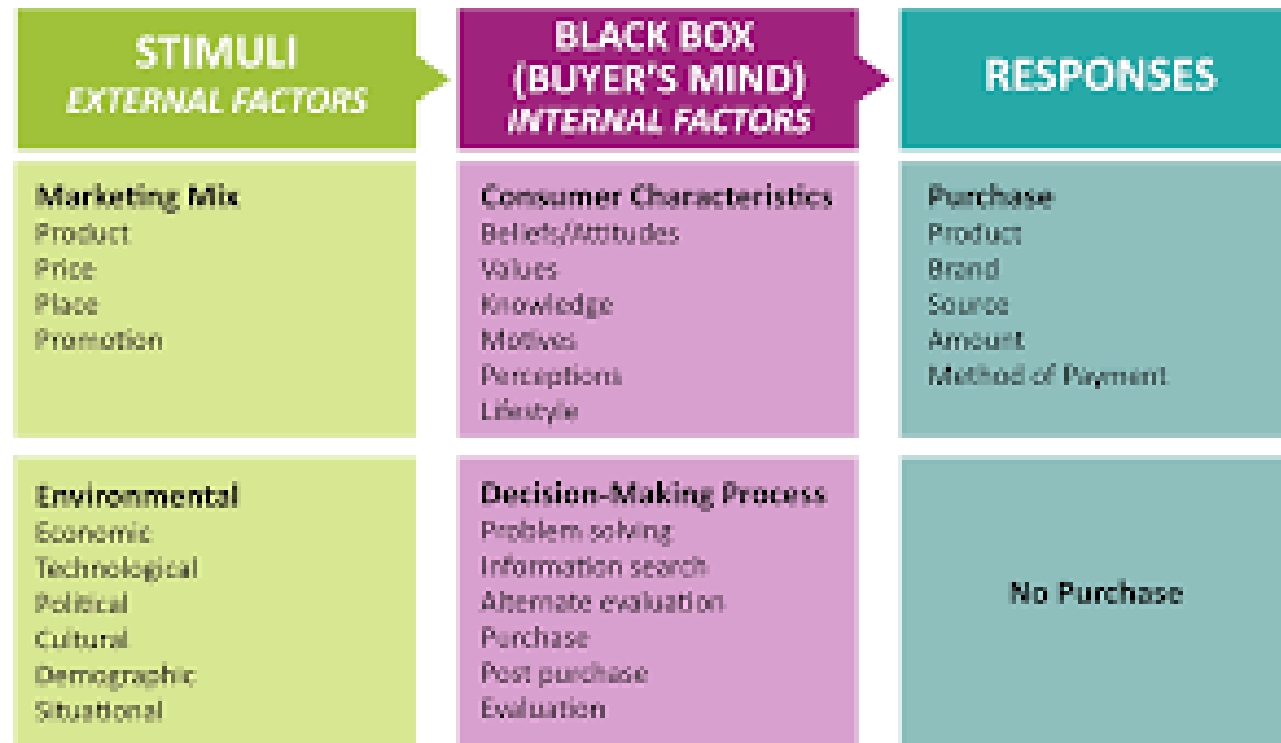 STIMULI
EXTERNAL FACTORS
BLACK BOX
(BUYER'S MIND)
INTERNAL FACTORS
RESPONSES
Marketing Mix
Product
Price
Place
Promotion
Consumer Characteristics
Beliefs/Attitudes
Values
Knowledge
Motives
Perceptions
Lifestyle
Purchase
Product
Brand
Source
Amount
Method of Payment
Environmental
Economic
Technological
Political
Cultural
Demographic
Situational
Decision-Making Process
Problem solving
Information search
Alternate evaluation
Purchase
Post purchase
Evaluation
No Purchase